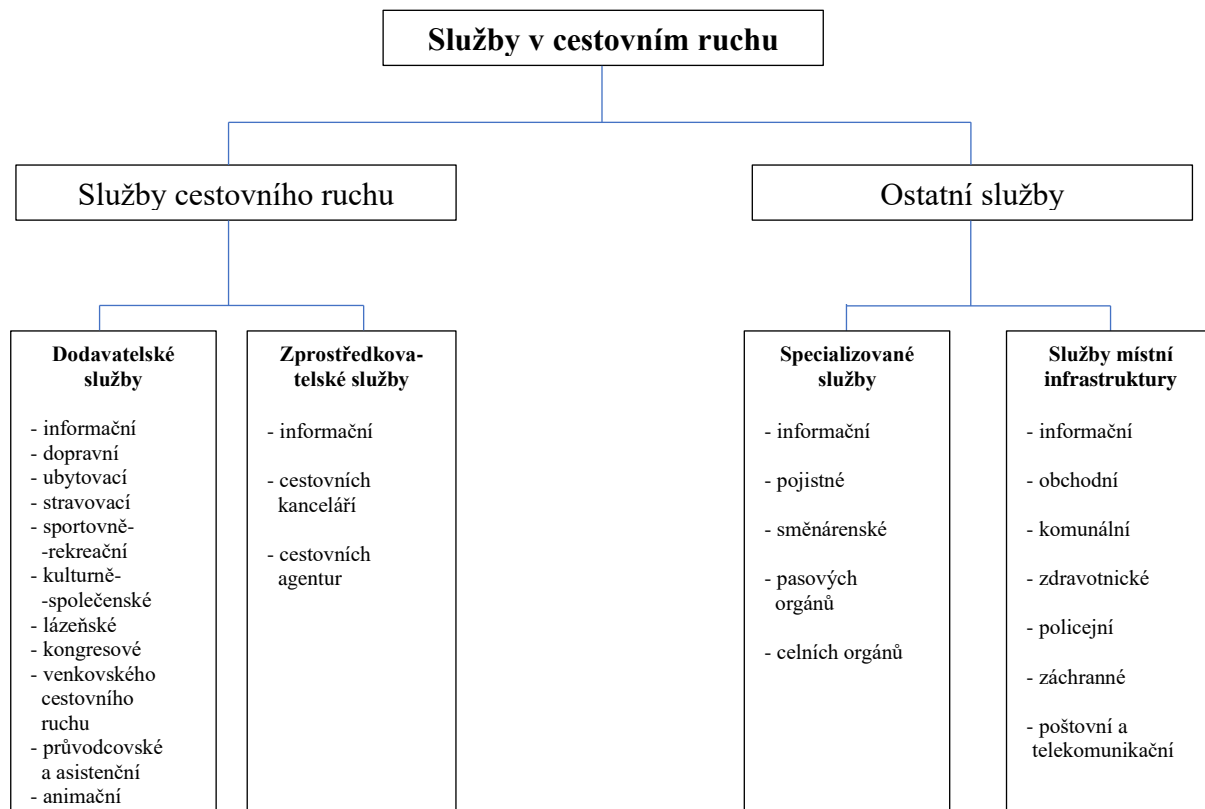 Služby v cestovním ruchu
Služby cestovního ruchu
Ostatní služby
Dodavatelské
služby
- informační
- dopravní
- ubytovací
- stravovací
- sportovně-
-rekreační
- kulturně-
-společenské
- lázeňské
- kongresové
- venkovského
cestovního
ruchu
- průvodcovské
a asistenční
- animační
Zprostředkova-
telské služby
- informační
- cestovních
kanceláří
- cestovních
agentur
Specializované
služby
- informační
- pojistné
- směnárenské
- pasových
orgánů
- celních orgánů
Služby místní
infrastruktury
- informační
- obchodní
- komunální
- zdravotnické
- policejní
- záchranné
- poštovní a
telekomunikační